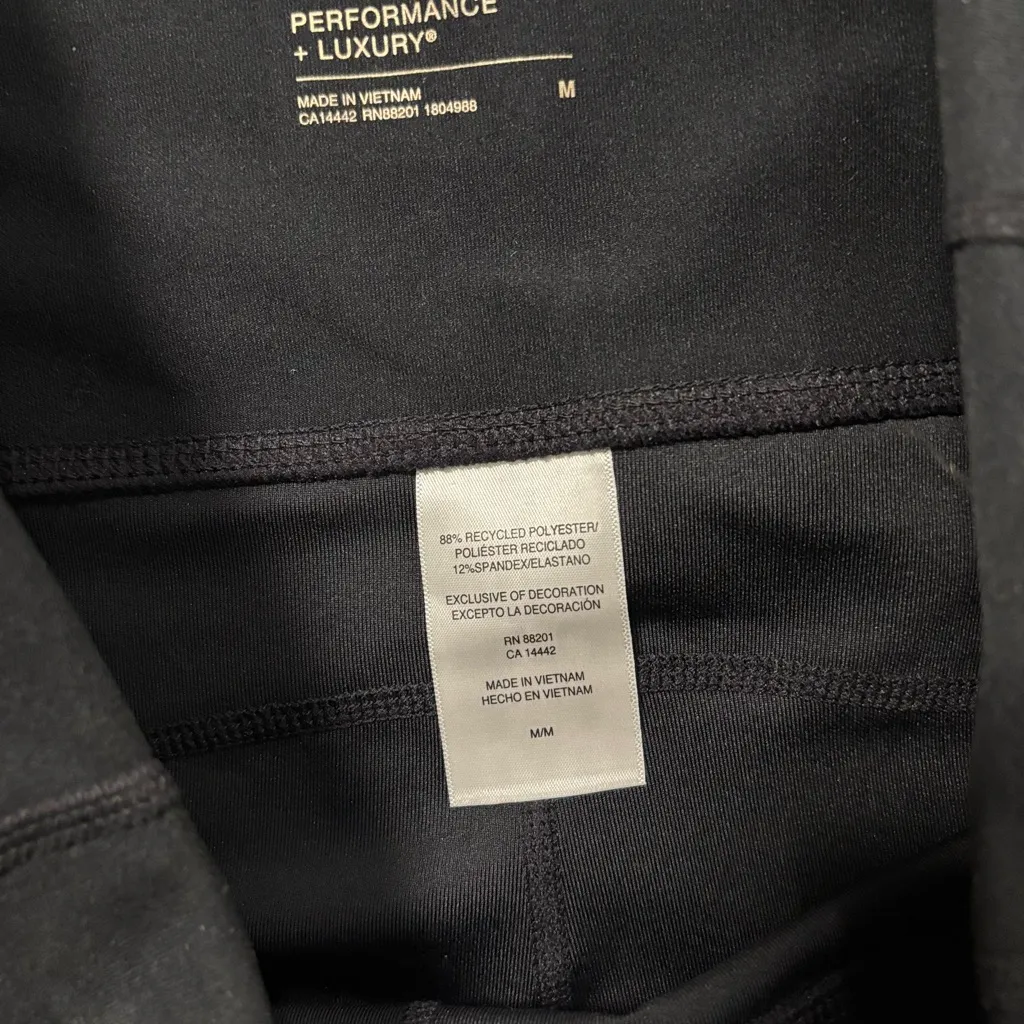 PERFORMANCE
+ LUXURY®
MADE IN VIETNAM
M
CA14442 RN88201 1804988
88% RECYCLED POLYESTER/
POLIÉSTER RECICLADO
12%SPANDEX/ELASTANO
EXCLUSIVE OF DECORATION
EXCEPTO LA DECORACIÓN
RN 88201
CA 14442
MADE IN VIETNAM
HECHO EN VIETNAM
M/M